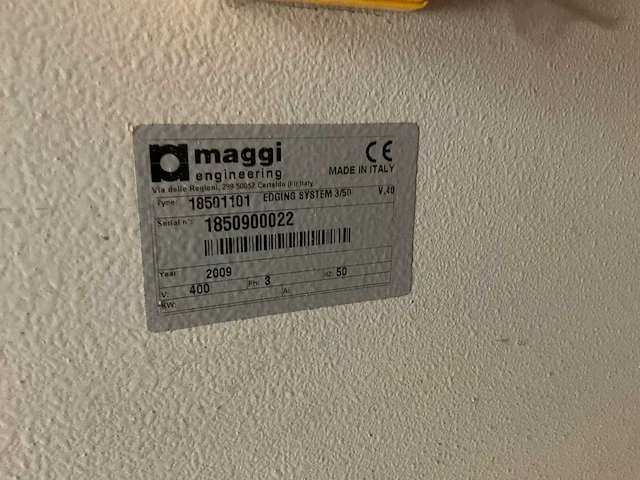 maggi
engineering
CE
MADE IN ITALY
Via delle Regioni, 299 50052 Certaldo (FI) Italy
Type: 18501101 EDGING SYSTEM 3/50 V.40
Serial n°: 1850900022
Year: 2009
V: 400 Ph: 3 A: Hz: 50
KW: